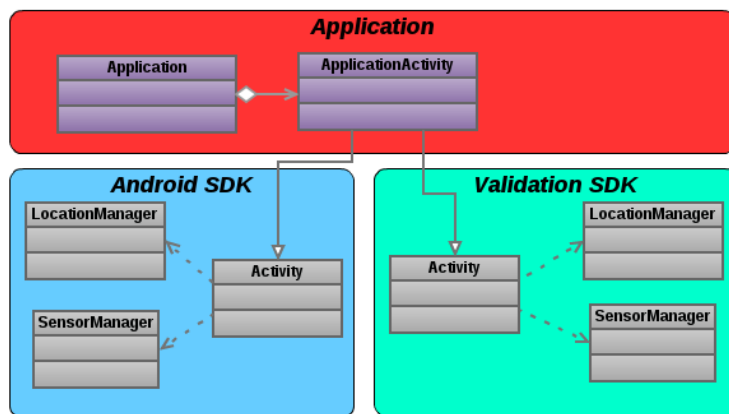 Application
Application
ApplicationActivity
Android SDK
LocationManager
Activity
SensorManager
Validation SDK
LocationManager
Activity
SensorManager